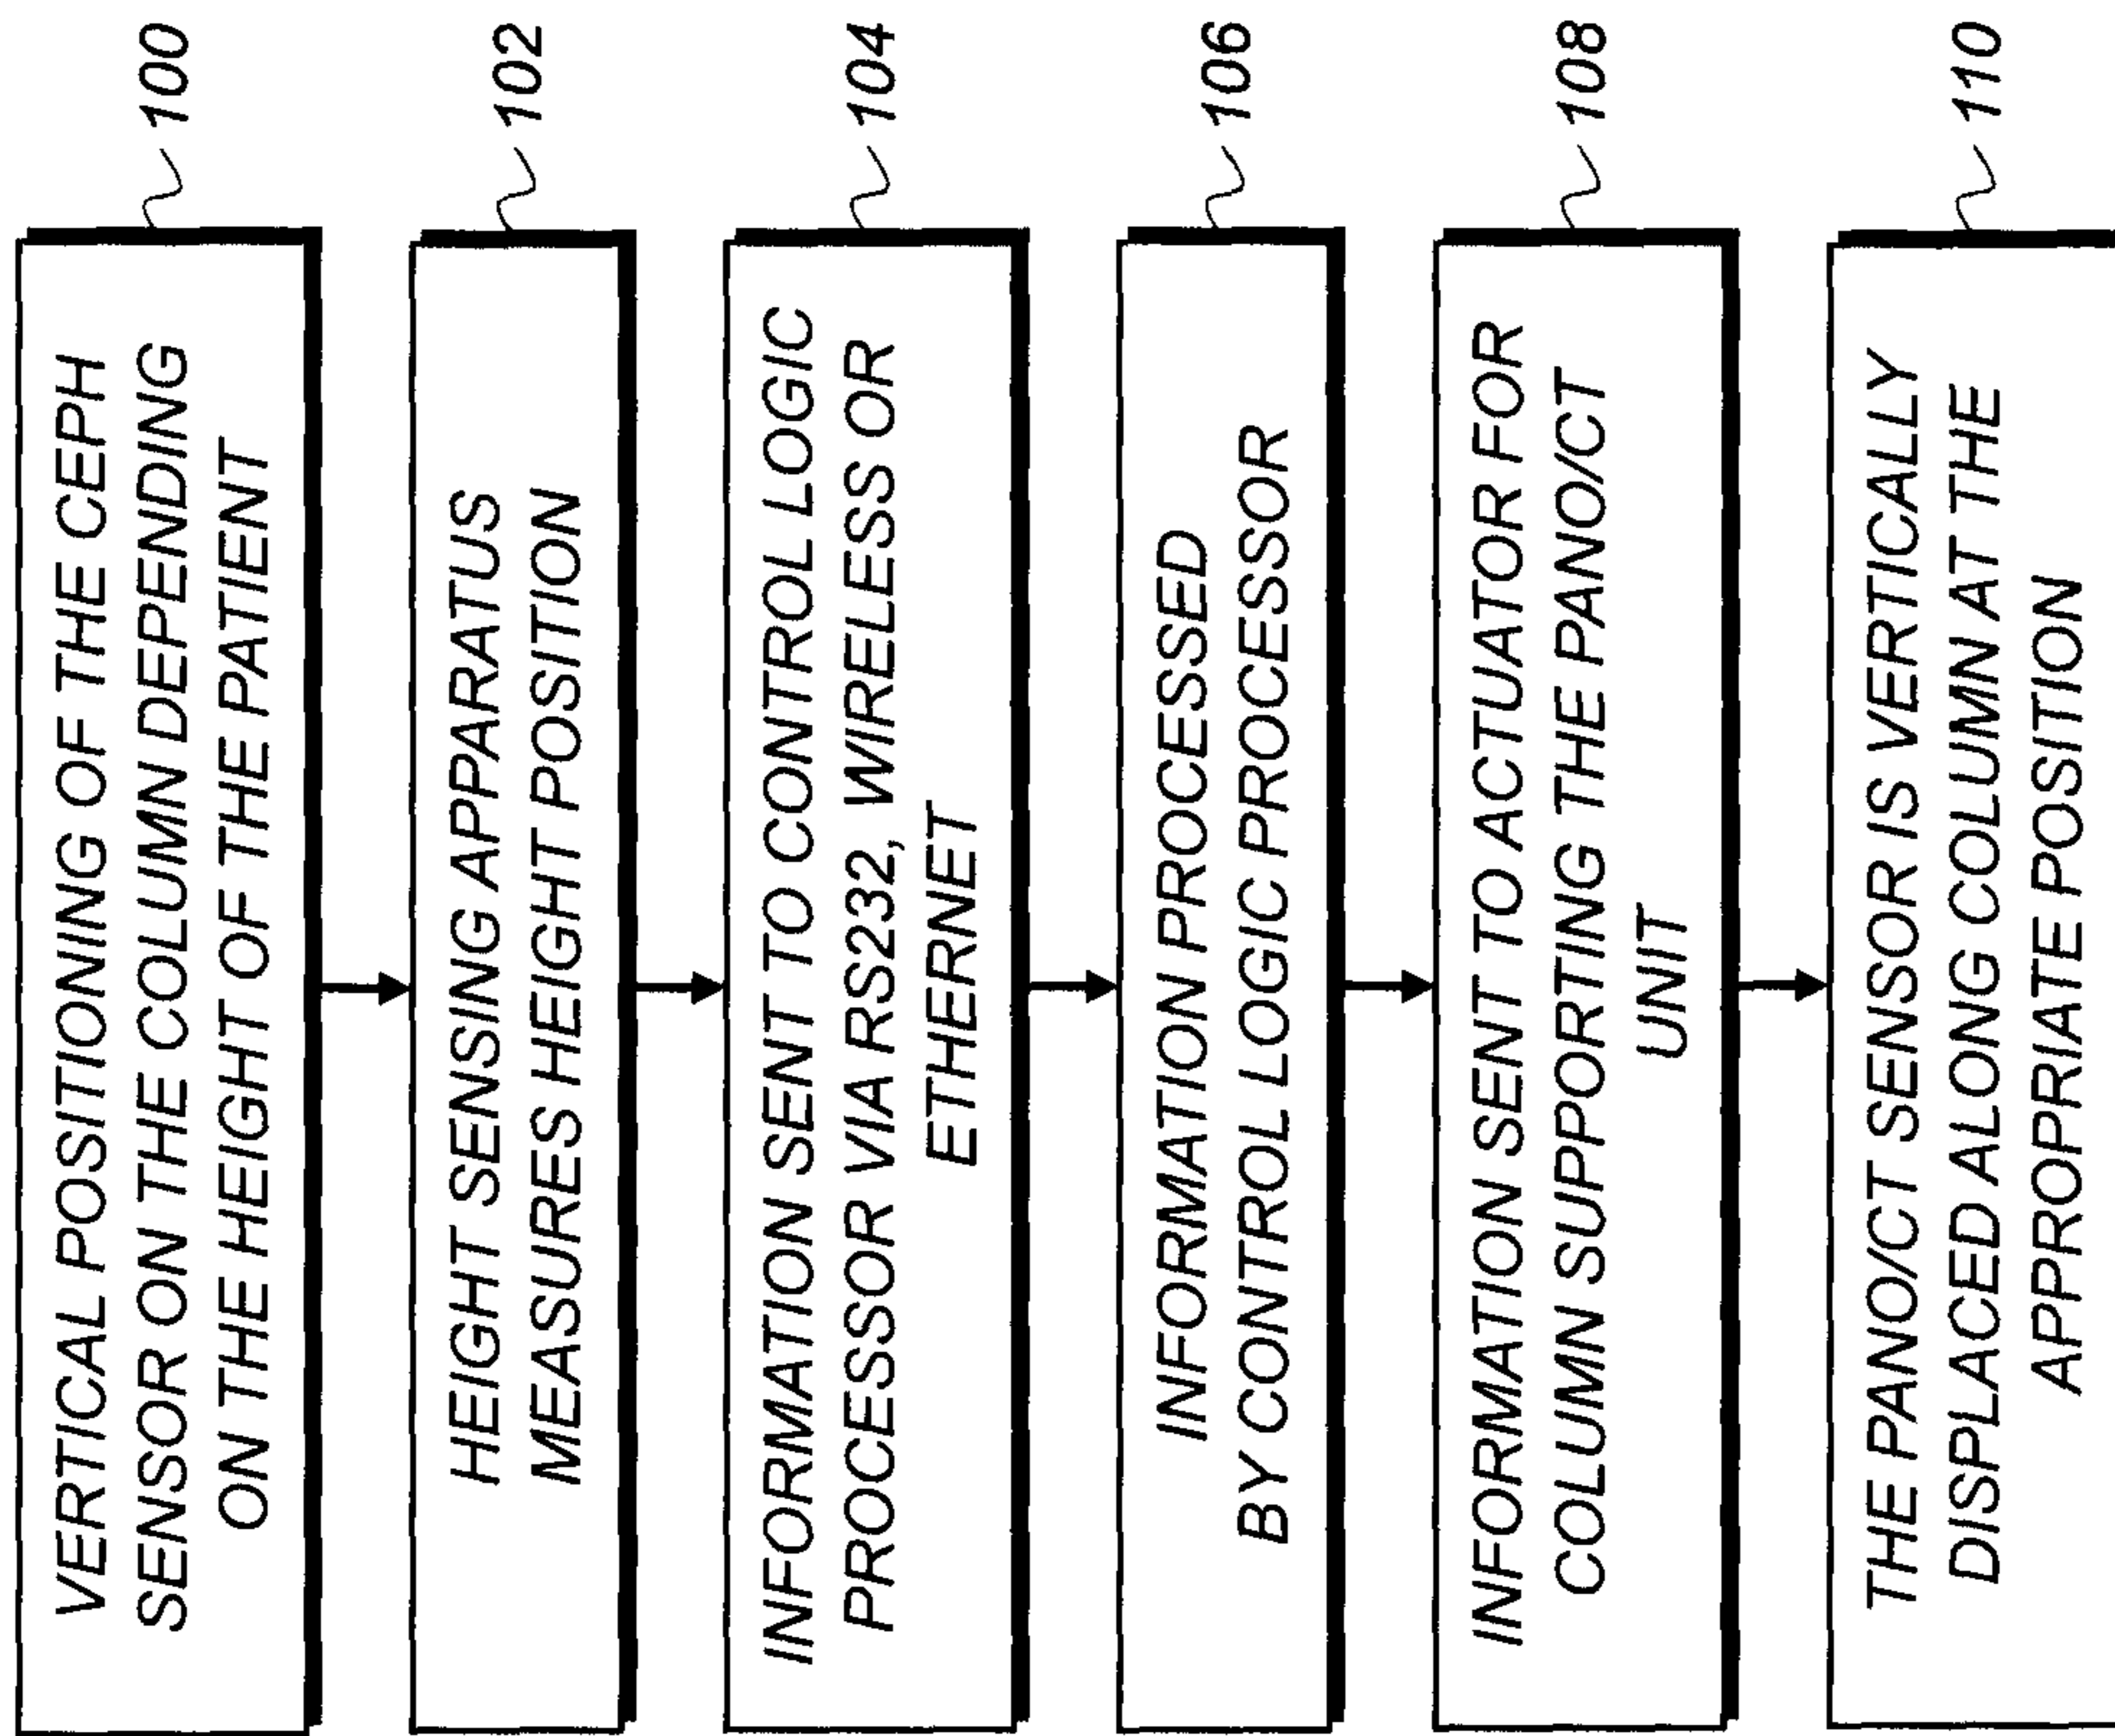 VERTICAL POSITIONING OF THE CEPH
SENSOR ON THE COLUMN DEPENDING
ON THE HEIGHT OF THE PATIENT
100
HEIGHT SENSING APPARATUS
MEASURES HEIGHT POSITION
102
INFORMATION SENT TO CONTROL LOGIC
PROCESSOR VIA RS232, WIRELESS OR
ETHERNET
104
INFORMATION PROCESSED
BY CONTROL LOGIC PROCESSOR
106
INFORMATION SENT TO ACTUATOR FOR
COLUMN SUPPORTING THE PANO/CT
UNIT
108
THE PANO/CT SENSOR IS VERTICALLY
DISPLACED ALONG COLUMN AT THE
APPROPRIATE POSITION
110